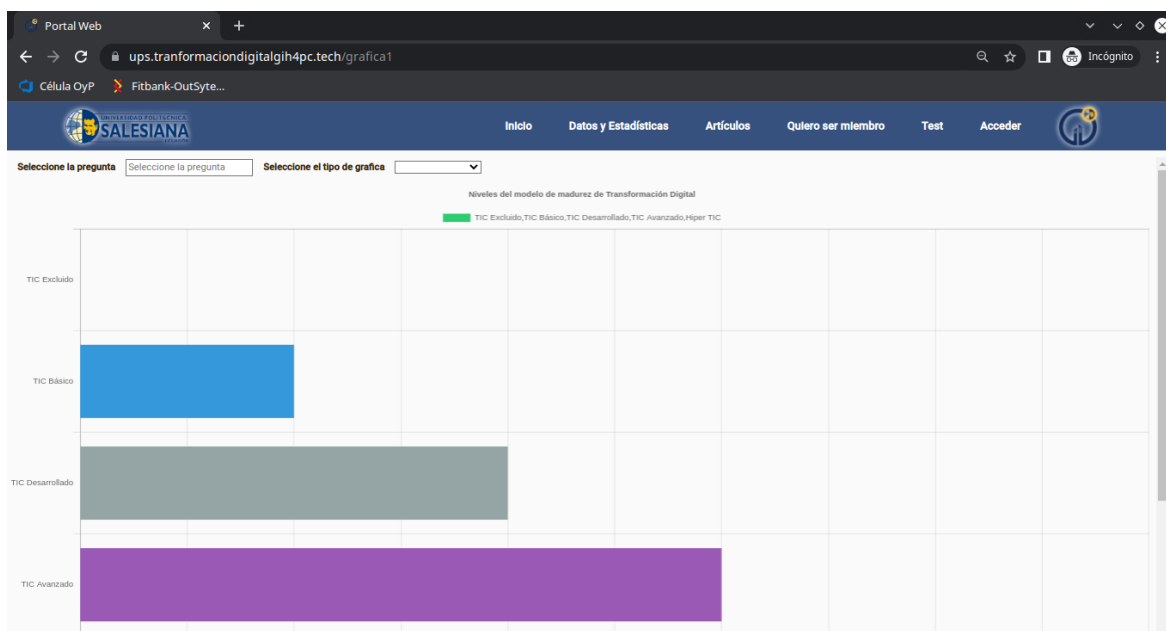 Portal Web
ups.tranformaciondigitalgih4pc.tech/grafica1
Incógnito
Célula OyP
Fitbank-OutSyte...
UNIVERSIDAD POLITÉCNICA
SALESIANA
Inicio
Datos y Estadísticas
Artículos
Quiero ser miembro
Test
Acceder
Seleccione la pregunta
Seleccione la pregunta
Seleccione el tipo de grafica
Niveles del modelo de madurez de Transformación Digital
TIC Excluido,TIC Básico,TIC Desarrollado,TIC Avanzado,Hiper TIC
TIC Excluido
TIC Básico
TIC Desarrollado
TIC Avanzado